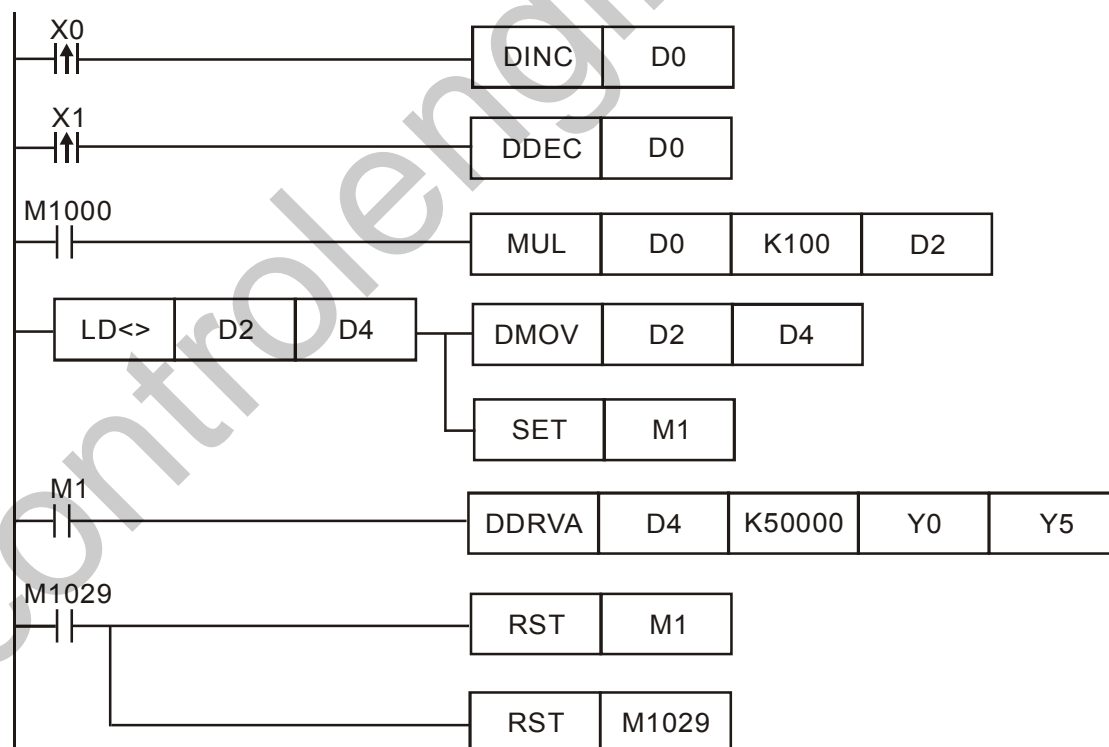 X0
DINC D0
X1
DDEC D0
M1000
MUL D0 K100 D2
LD<> D2 D4 DMOV D2 D4
SET M1
M1
DDRVA D4 K50000 Y0 Y5
M1029
RST M1
RST M1029